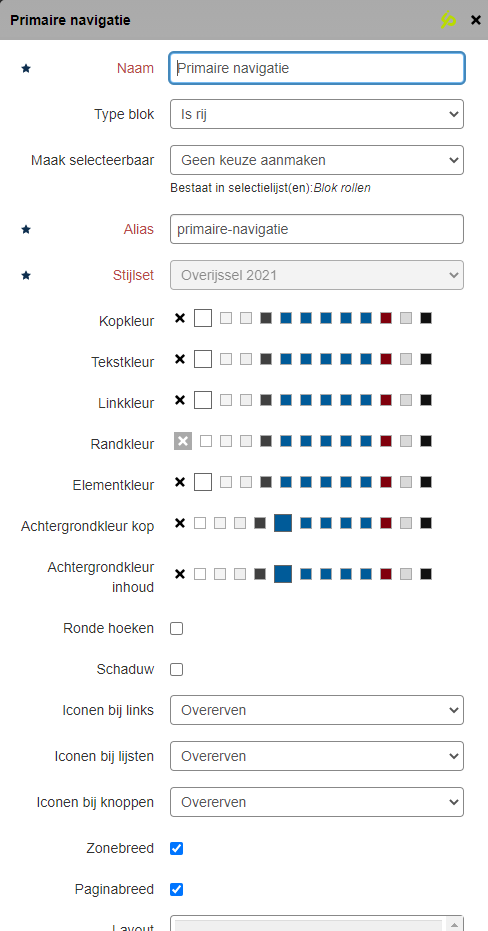 Primaire navigatie
Naam Primaire navigatie
Type blok Is rij
Maak selecteerbaar Geen keuze aanmaken
Bestaat in selectielijst(en):Blok rollen
Alias primaire-navigatie
Stijlset Overijssel 2021
Kopkleur
Tekstkleur
Linkkleur
Randkleur
Elementkleur
Achtergrondkleur kop
Achtergrondkleur
inhoud
Ronde hoeken
Schaduw
Iconen bij links Overerven
Iconen bij lijsten Overerven
Iconen bij knoppen Overerven
Zonebreed
Paginabreed
Layout